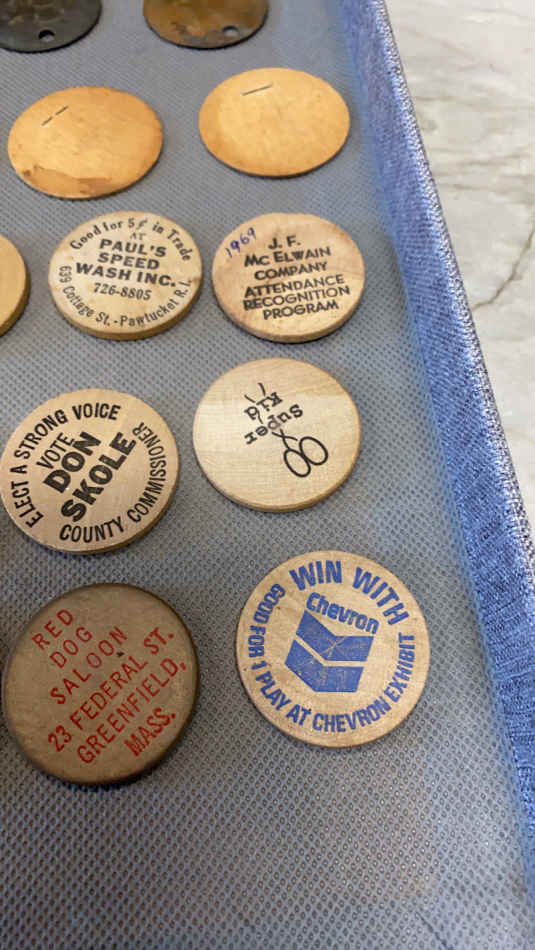 Good for 5¢ in Trade
AT
PAUL'S
SPEED
WASH INC.
726-8805
639 Cottage St. - Pawtucket R.I.
1969
J. F.
MC ELWAIN
COMPANY
ATTENDANCE
RECOGNITION
PROGRAM
ELECT A STRONG VOICE
VOTE
DON
SKOLE
COUNTY COMMISSIONER
Super
Kid
RED
DOG
SALOON
23 FEDERAL ST.
GREENFIELD,
MASS.
WIN WITH
Chevron
GOOD FOR 1 PLAY AT CHEVRON EXHIBIT